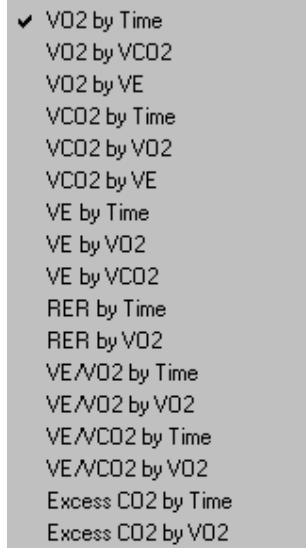 VO2 by Time
VO2 by VCO2
VO2 by VE
VCO2 by Time
VCO2 by VO2
VCO2 by VE
VE by Time
VE by VO2
VE by VCO2
RER by Time
RER by VO2
VE/VO2 by Time
VE/VO2 by VO2
VE/VCO2 by Time
VE/VCO2 by VO2
Excess CO2 by Time
Excess CO2 by VO2